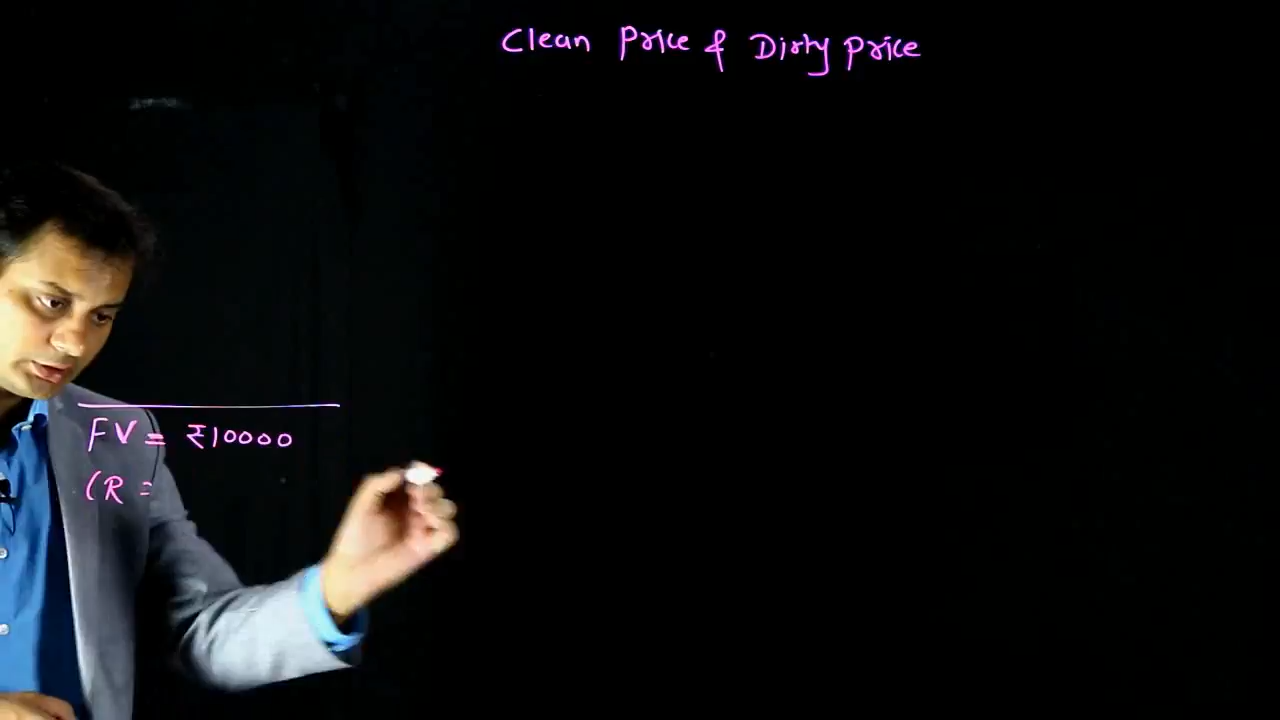 Clean Price & Dirty Price
FV = ₹10000
CR =